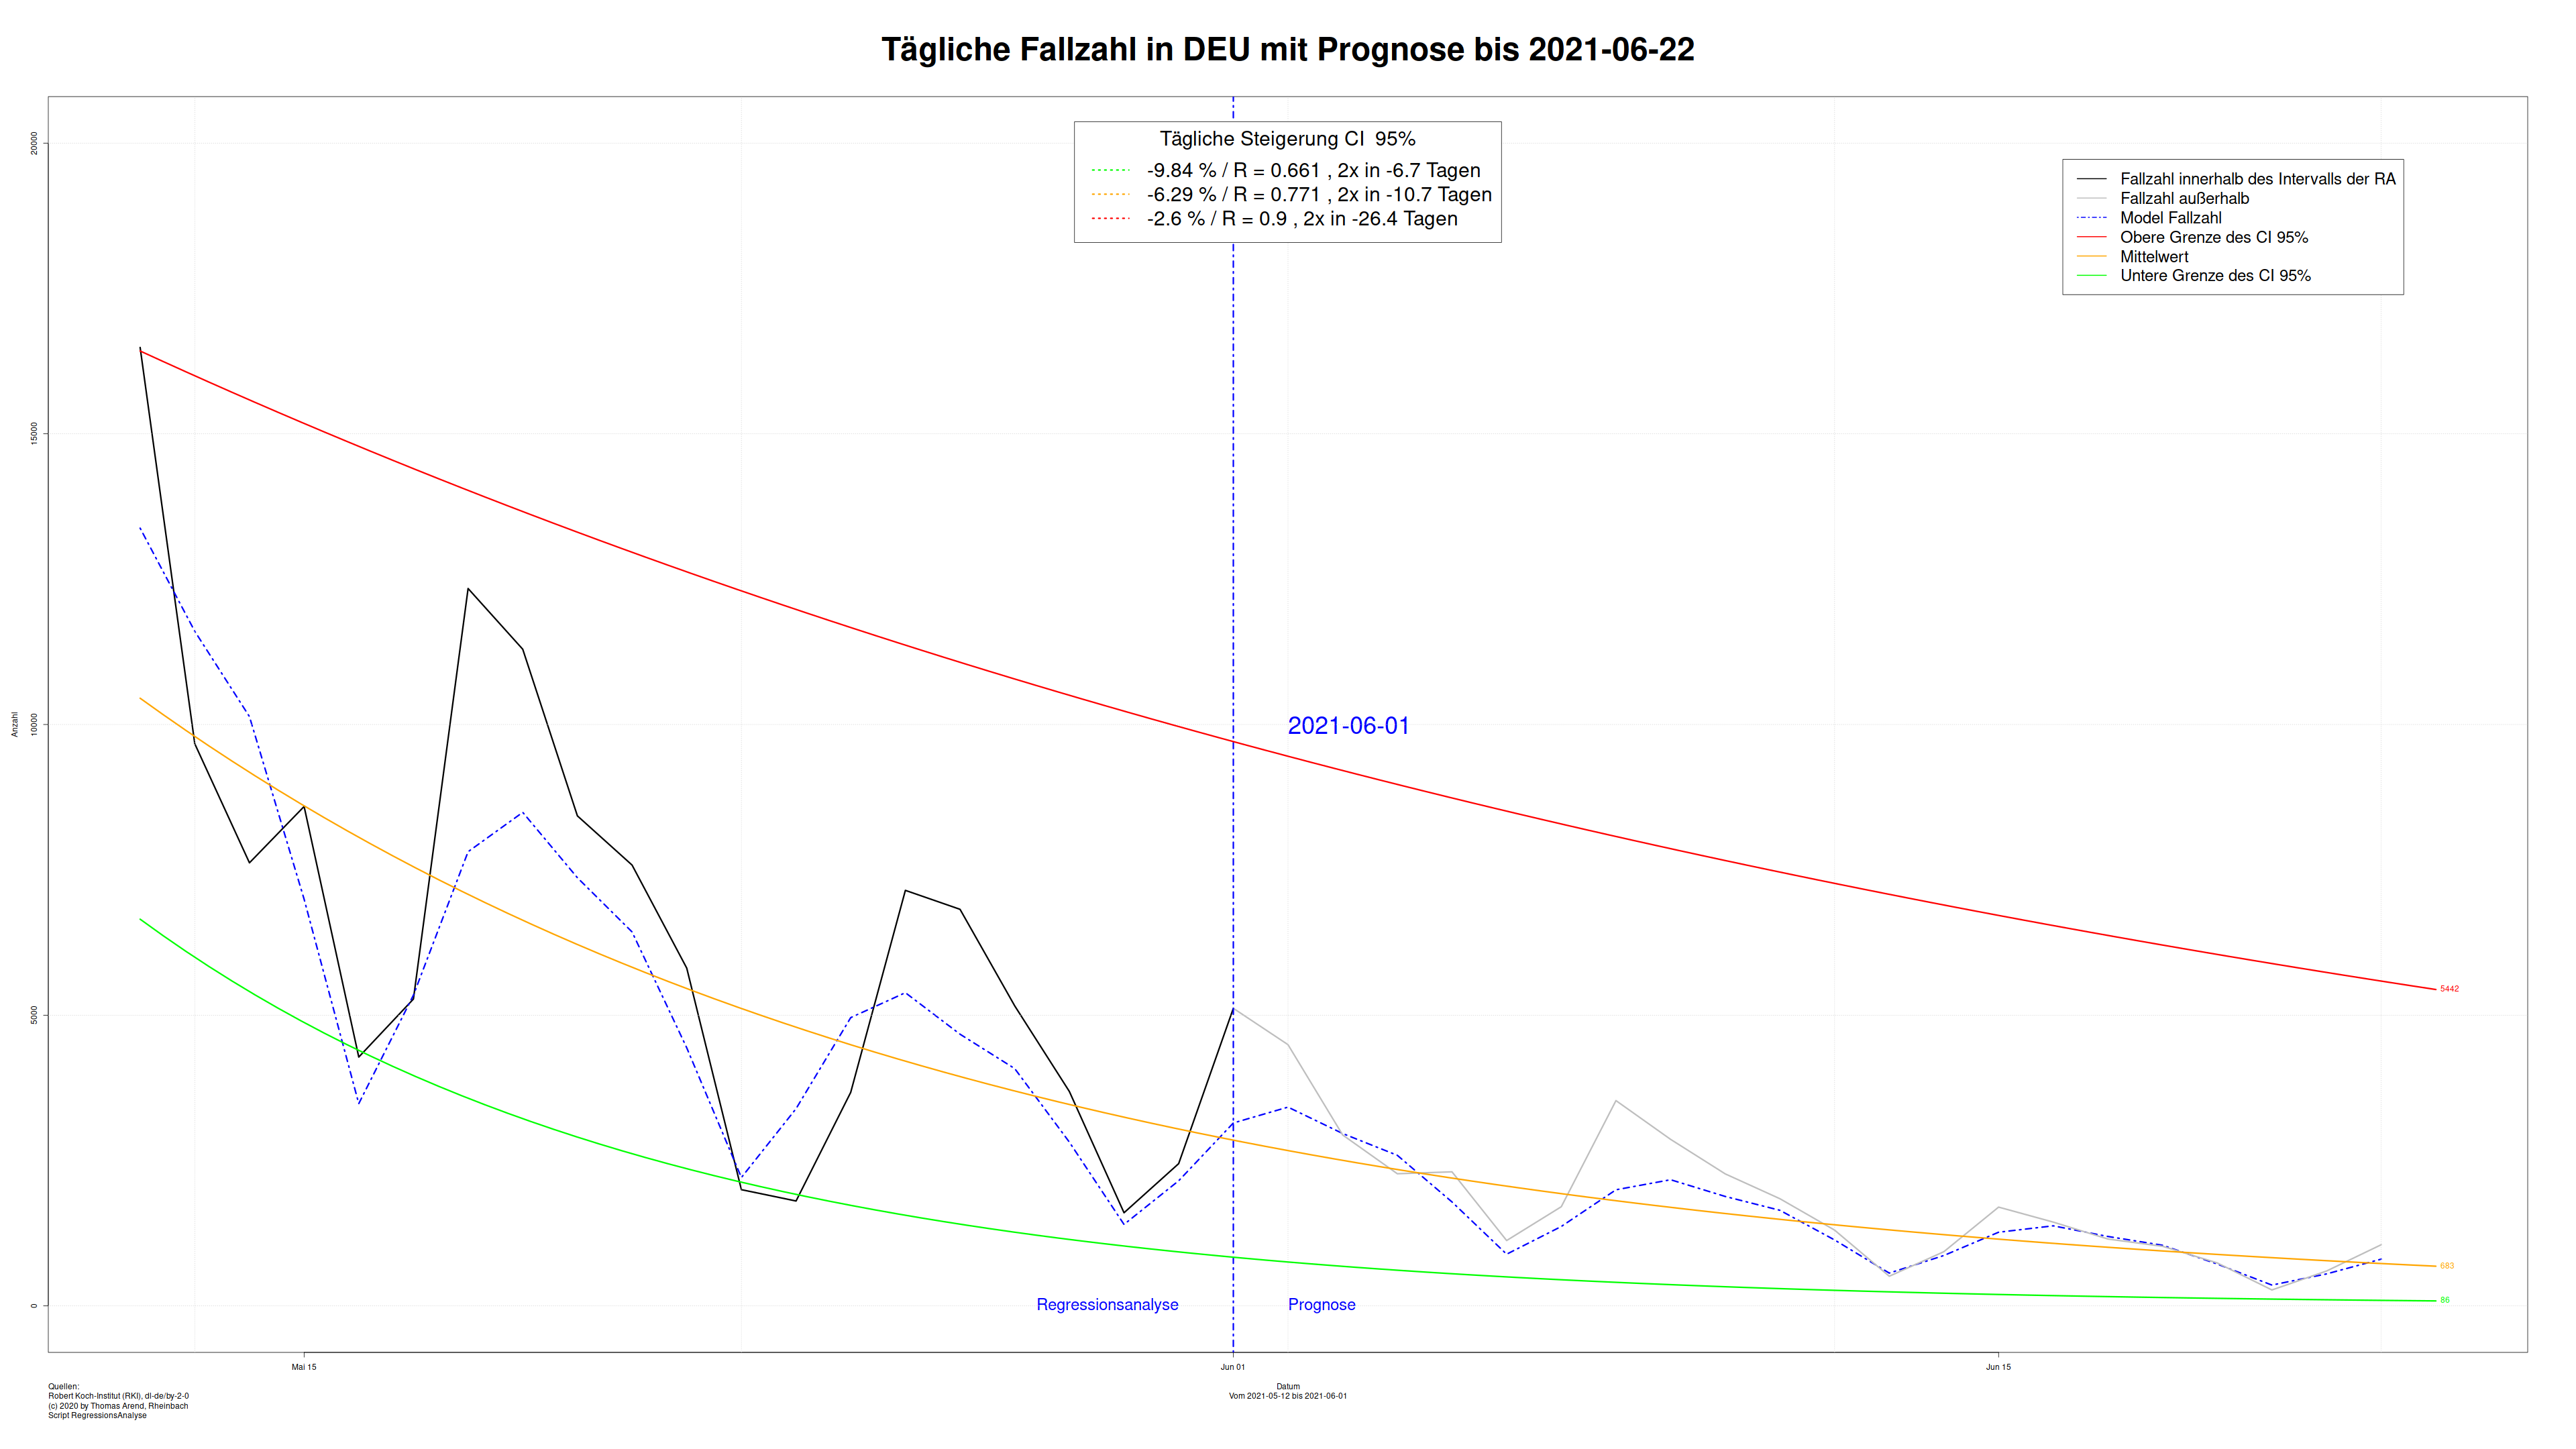 Tägliche Fallzahl in DEU mit Prognose bis 2021-06-22
Tägliche Steigerung CI  95%
-9.84 % / R = 0.661 , 2x in -6.7 Tagen
-6.29 % / R = 0.771 , 2x in -10.7 Tagen
-2.6 % / R = 0.9 , 2x in -26.4 Tagen
Fallzahl innerhalb des Intervalls der RA
Fallzahl außerhalb
Model Fallzahl
Obere Grenze des CI 95%
Mittelwert
Untere Grenze des CI 95%
20000
15000
10000
5000
0
Anzahl
2021-06-01
5442
683
86
Regressionsanalyse
Prognose
Mai 15
Jun 01
Jun 15
Datum
Vom 2021-05-12 bis 2021-06-01
Quellen:
Robert Koch-Institut (RKI), dl-de/by-2-0
(c) 2020 by Thomas Arend, Rheinbach
Script RegressionsAnalyse